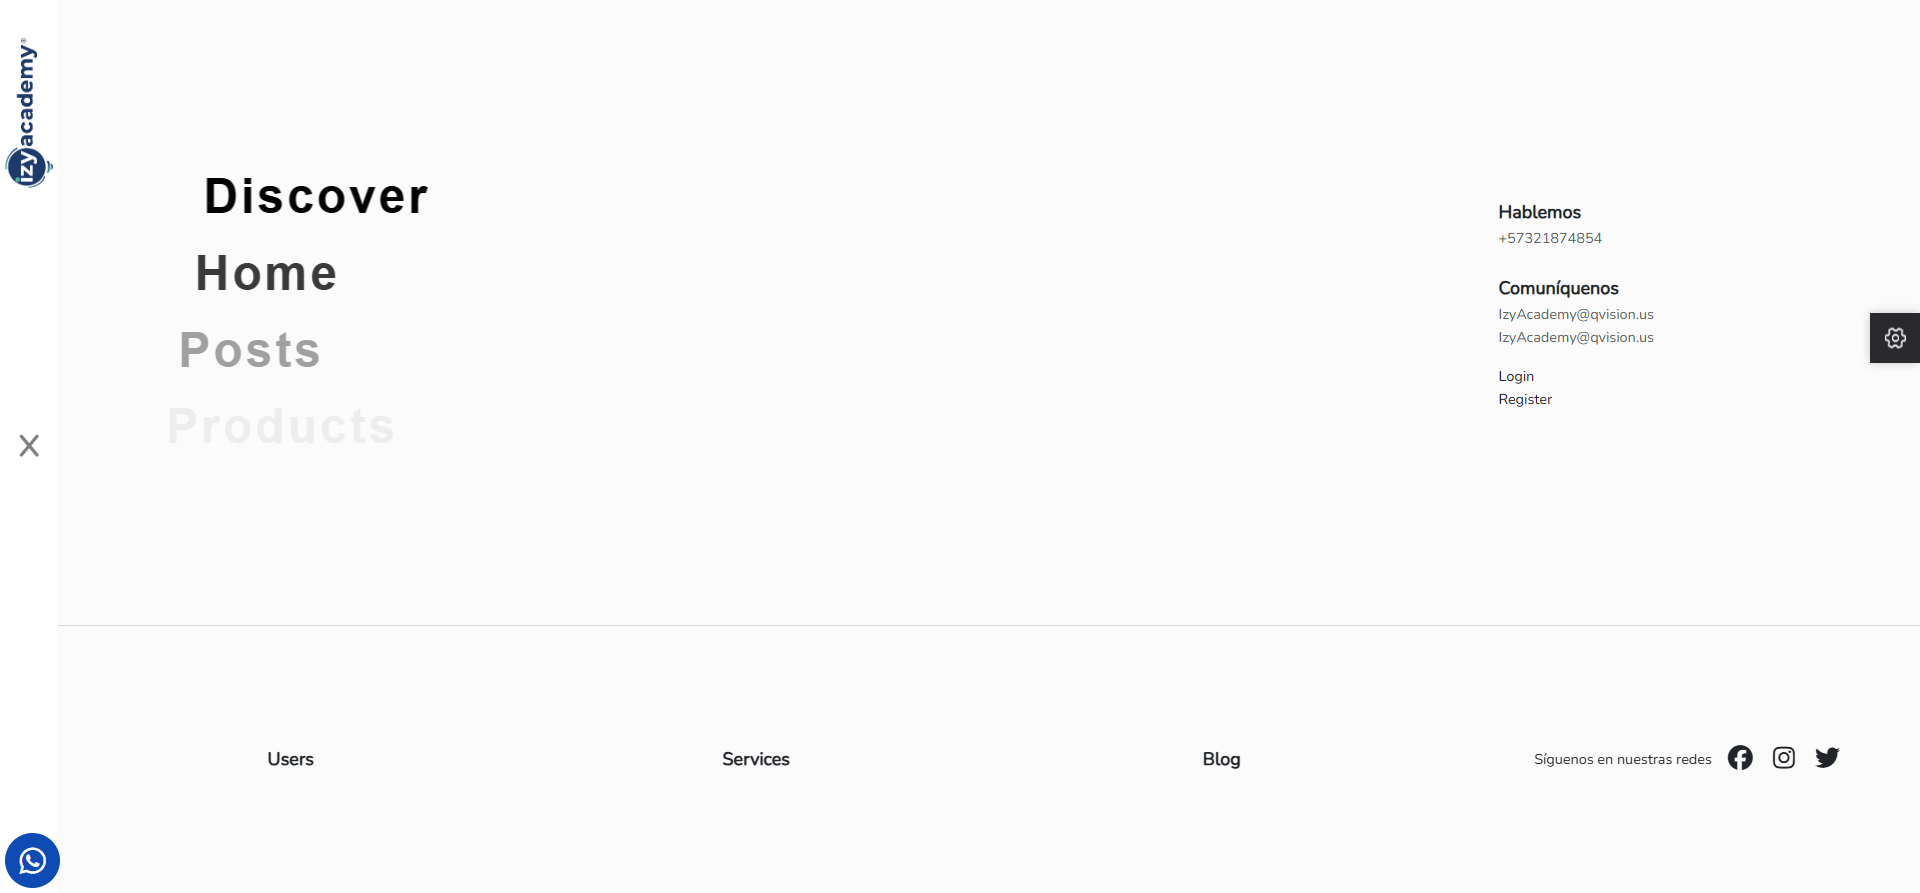 izyacademy®
Discover
Home
Posts
Products
Hablemos
+57321874854
Comuníquenos
IzyAcademy@qvision.us
IzyAcademy@qvision.us
Login
Register
Users
Services
Blog
Síguenos en nuestras redes